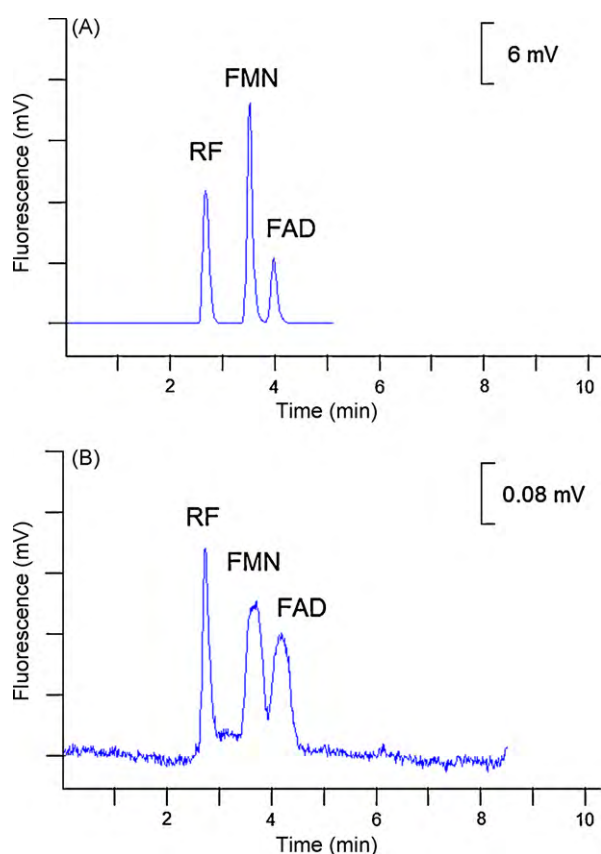 (A)
6 mV
FMN
RF
FAD
Fluorescence (mV)
2 4 6 8 10
Time (min)
(B)
0.08 mV
RF
FMN
FAD
Fluorescence (mV)
2 4 6 8 10
Time (min)